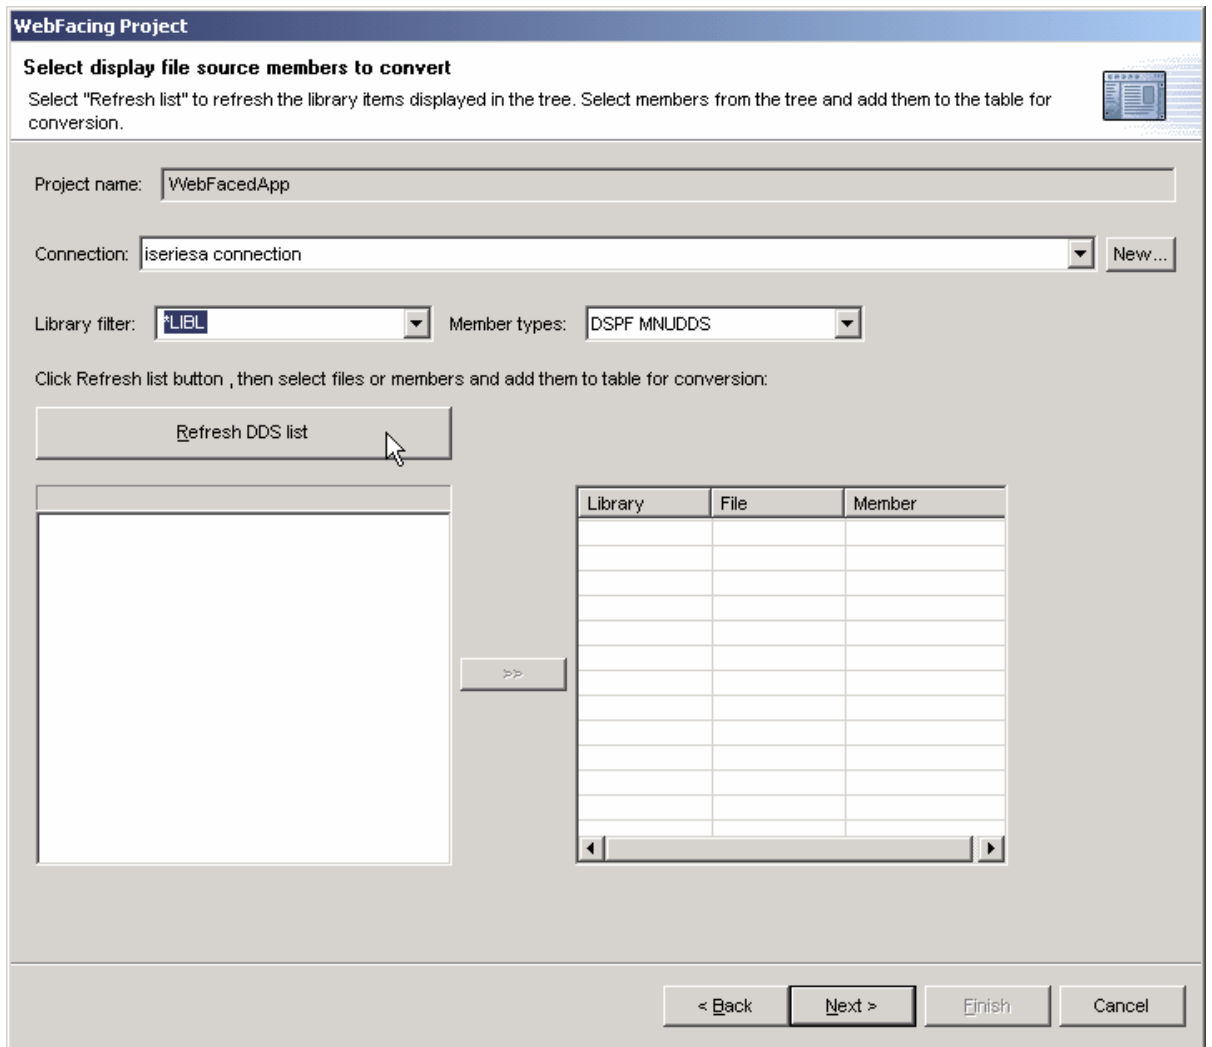 WebFacing Project
Select display file source members to convert
Select "Refresh list" to refresh the library items displayed in the tree. Select members from the tree and add them to the table for
conversion.
Project name: WebFacedApp
Connection: iseriesa connection New...
Library filter: *LIBL Member types: DSPF MNUDDS
Click Refresh list button , then select files or members and add them to table for conversion:
Refresh DDS list
Library File Member
>>
< Back Next > Finish Cancel